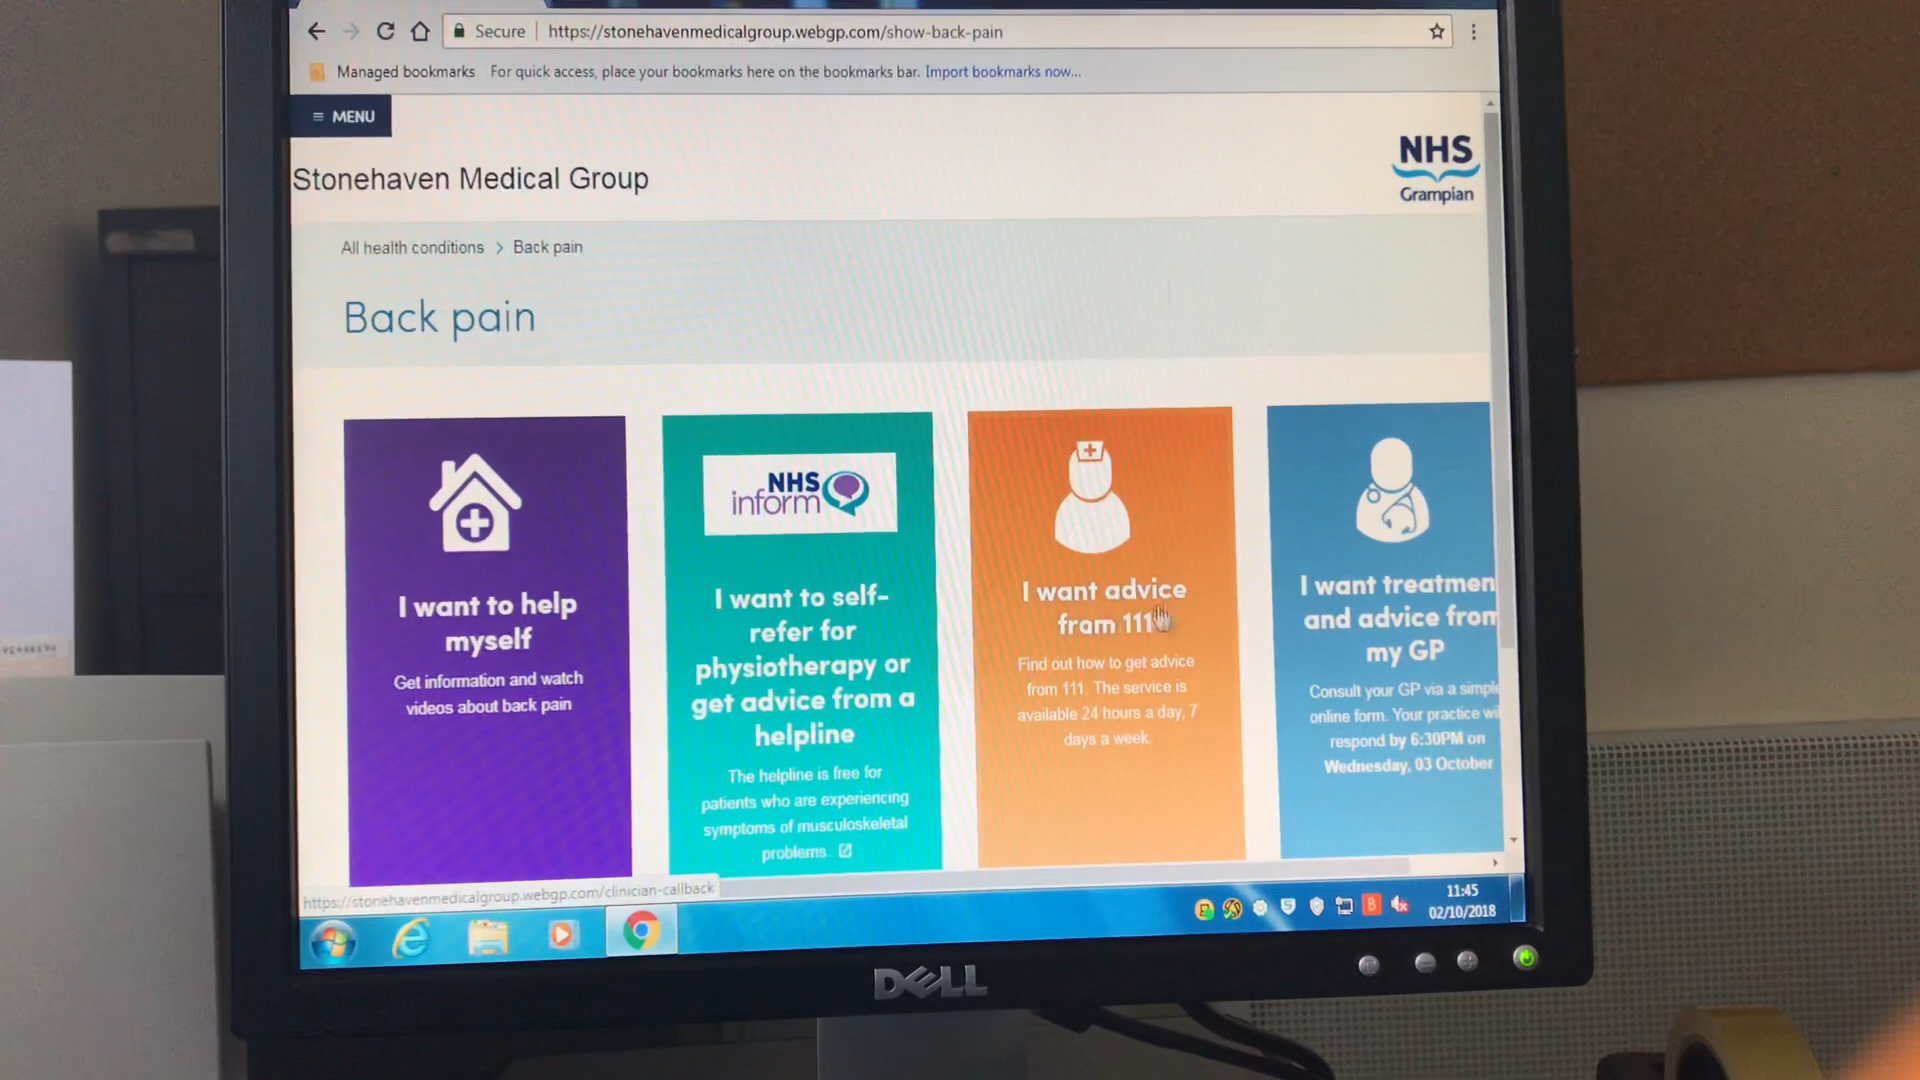 Secure https://stonehavenmedicalgroup.webgp.com/show-back-pain
Managed bookmarks For quick access, place your bookmarks here on the bookmarks bar. Import bookmarks now...
≡ MENU
NHS
Grampian
Stonehaven Medical Group
All health conditions > Back pain
Back pain
I want to help
myself
Get information and watch
videos about back pain
NHS
inform
I want to self-
refer for
physiotherapy or
get advice from a
helpline
The helpline is free for
patients who are experiencing
symptoms of musculoskeletal
problems.
I want advice
from 111
Find out how to get advice
from 111. The service is
available 24 hours a day, 7
days a week.
I want treatmen
and advice from
my GP
Consult your GP via a simple
online form. Your practice wil
respond by 6:30PM on
Wednesday, 03 October
https://stonehavenmedicalgroup.webgp.com/clinician-callback
B
11:45
02/10/2018
DELL